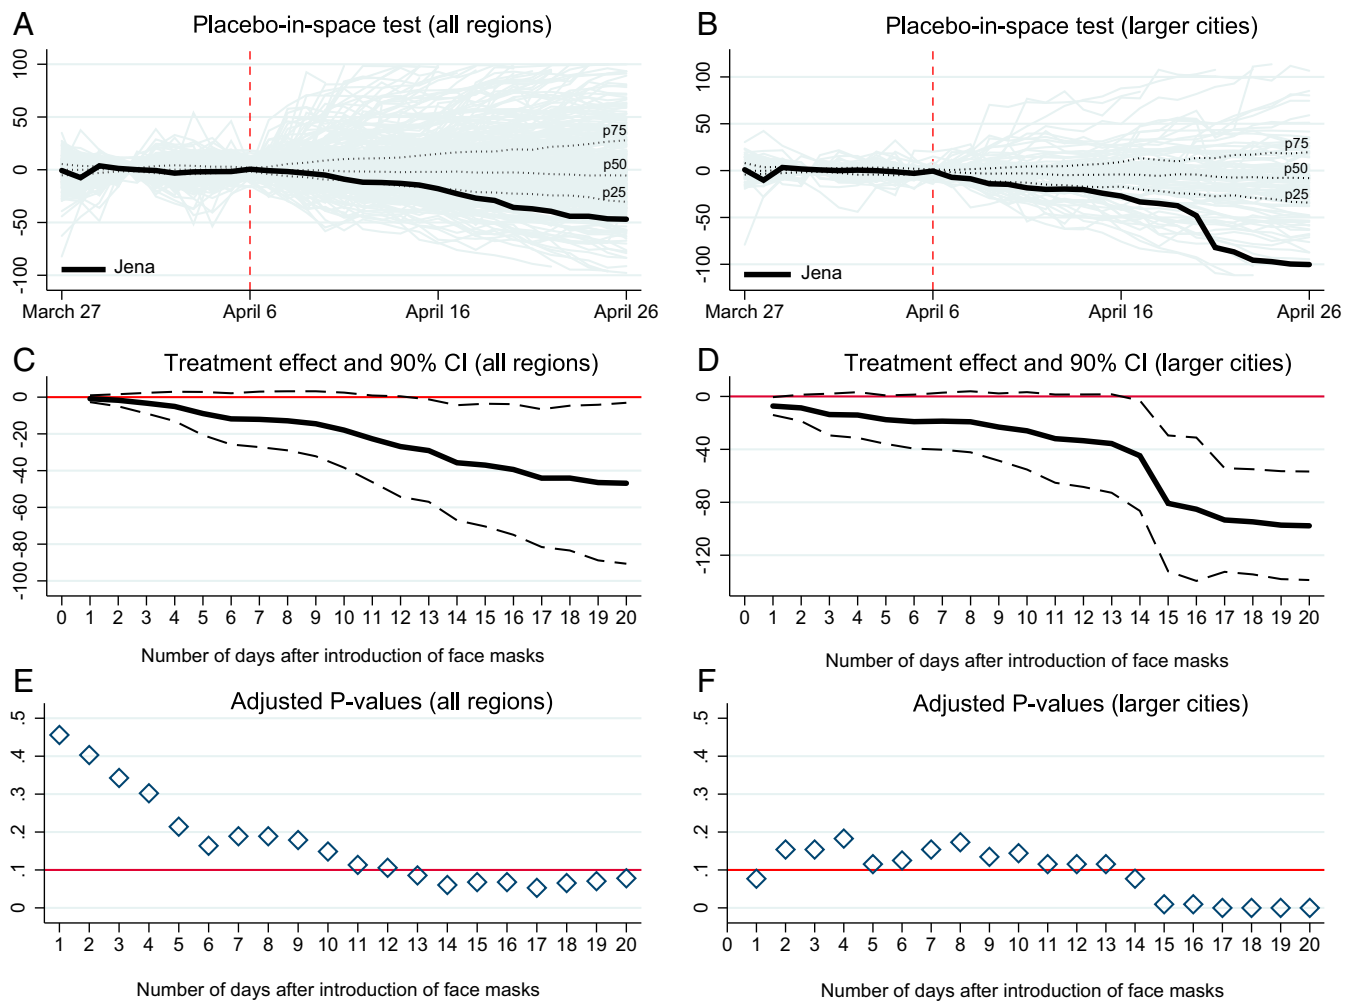 A
Placebo-in-space test (all regions)
100
50
0
-50
-100
p75
p50
p25
Jena
March 27
April 6
April 16
April 26
B
Placebo-in-space test (larger cities)
100
50
0
-50
-100
p75
p50
p25
Jena
March 27
April 6
April 16
April 26
C
Treatment effect and 90% CI (all regions)
0
-20
-40
-60
-80
-100
0 1 2 3 4 5 6 7 8 9 10 11 12 13 14 15 16 17 18 19 20
Number of days after introduction of face masks
D
Treatment effect and 90% CI (larger cities)
0
-40
-80
-120
0 1 2 3 4 5 6 7 8 9 10 11 12 13 14 15 16 17 18 19 20
Number of days after introduction of face masks
E
Adjusted P-values (all regions)
.5
.4
.3
.2
.1
0
1 2 3 4 5 6 7 8 9 10 11 12 13 14 15 16 17 18 19 20
Number of days after introduction of face masks
F
Adjusted P-values (larger cities)
.5
.4
.3
.2
.1
0
0 1 2 3 4 5 6 7 8 9 10 11 12 13 14 15 16 17 18 19 20
Number of days after introduction of face masks